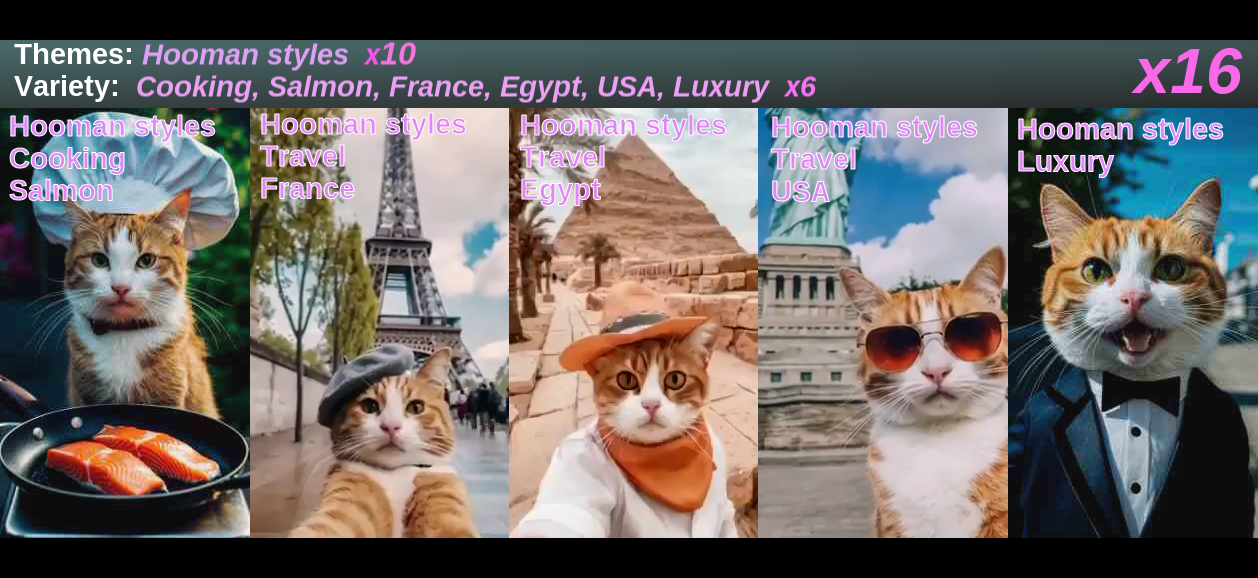 Themes: Hooman styles x10
Variety: Cooking, Salmon, France, Egypt, USA, Luxury x6
x16
Hooman styles
Cooking
Salmon
Hooman styles
Travel
France
Hooman styles
Travel
Egypt
Hooman styles
Travel
USA
Hooman styles
Luxury